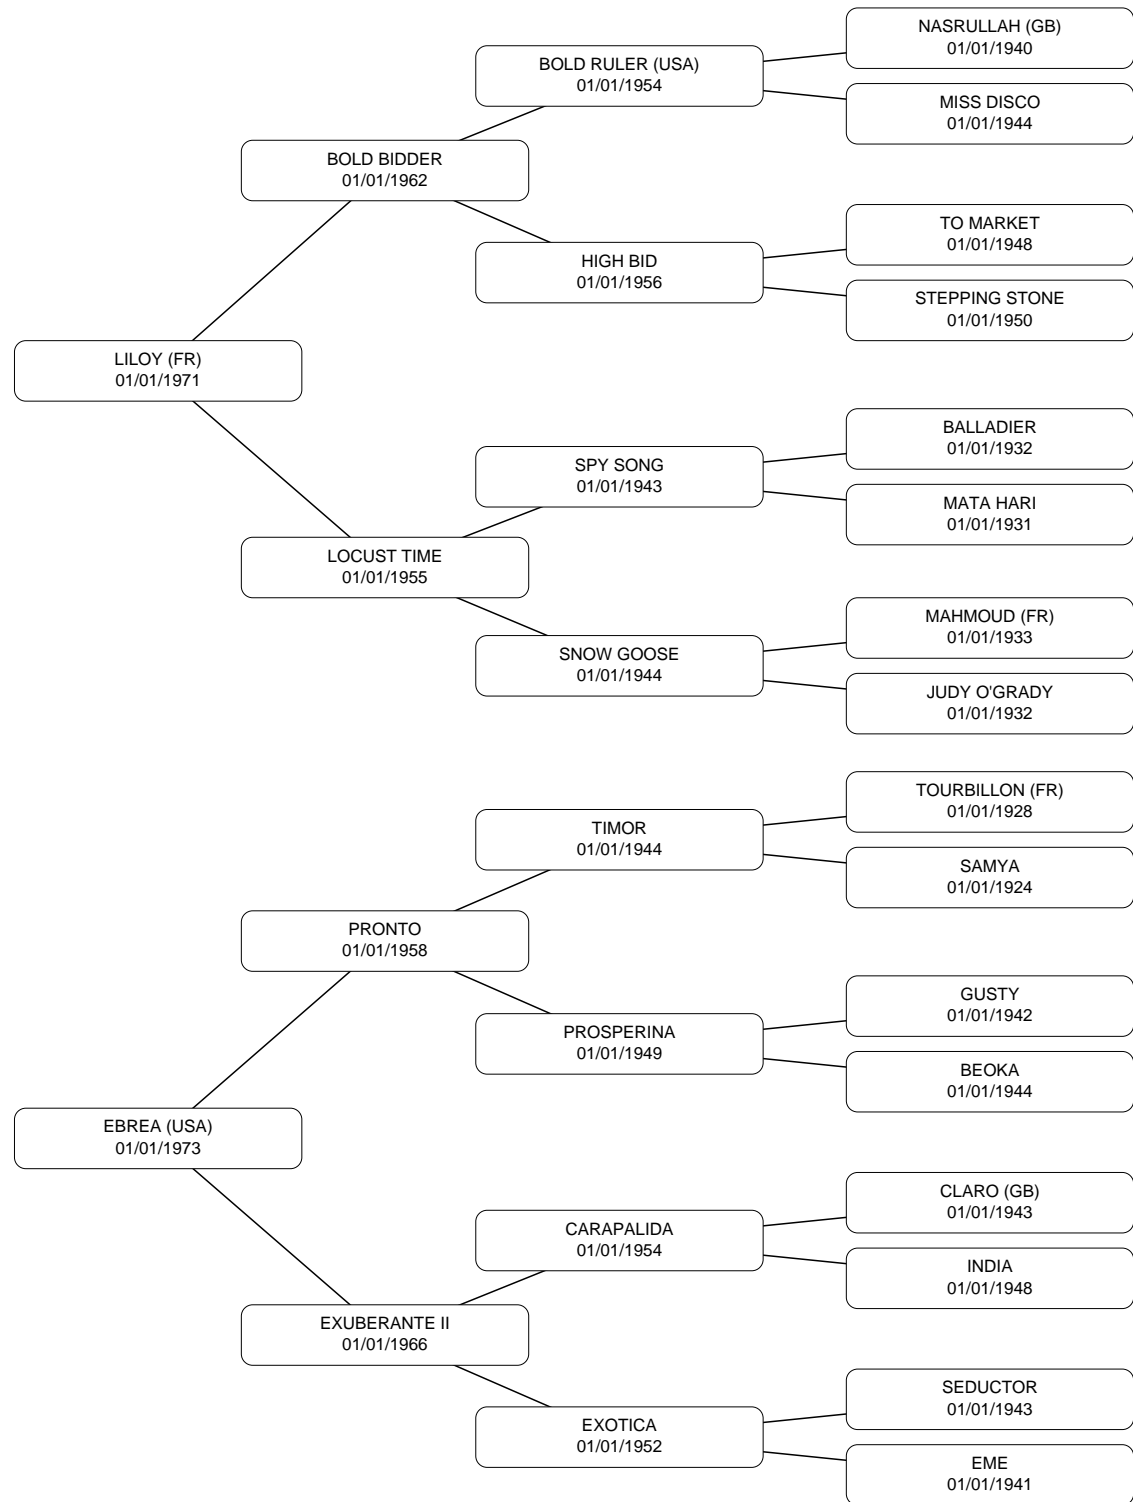 NASRULLAH (GB)
01/01/1940
BOLD RULER (USA)
01/01/1954
MISS DISCO
01/01/1944
BOLD BIDDER
01/01/1962
TO MARKET
01/01/1948
HIGH BID
01/01/1956
STEPPING STONE
01/01/1950
LILOY (FR)
01/01/1971
BALLADIER
01/01/1932
SPY SONG
01/01/1943
MATA HARI
01/01/1931
LOCUST TIME
01/01/1955
MAHMOUD (FR)
01/01/1933
SNOW GOOSE
01/01/1944
JUDY O'GRADY
01/01/1932
TOURBILLON (FR)
01/01/1928
TIMOR
01/01/1944
SAMYA
01/01/1924
PRONTO
01/01/1958
GUSTY
01/01/1942
PROSPERINA
01/01/1949
BEOKA
01/01/1944
EBREA (USA)
01/01/1973
CLARO (GB)
01/01/1943
CARAPALIDA
01/01/1954
INDIA
01/01/1948
EXUBERANTE II
01/01/1966
SEDUCTOR
01/01/1943
EXOTICA
01/01/1952
EME
01/01/1941